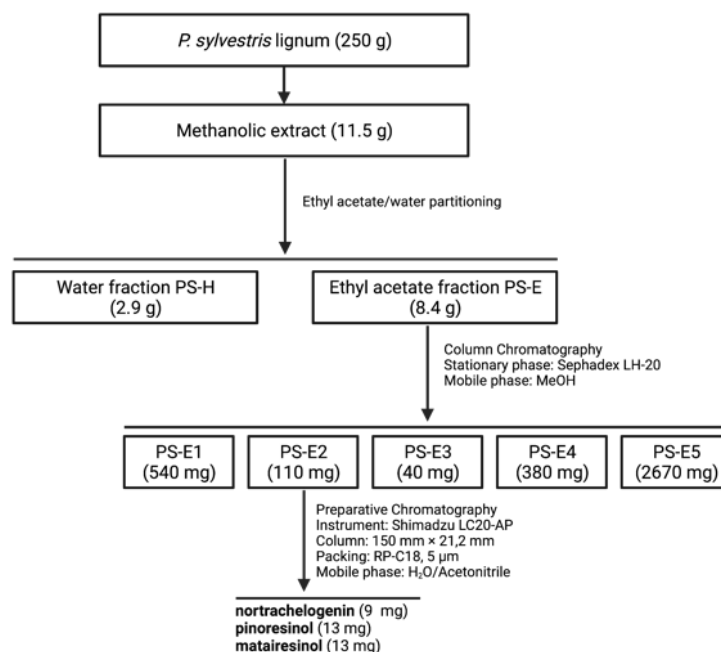 P. sylvestris lignum (250 g)
Methanolic extract (11.5 g)
Ethyl acetate/water partitioning
Water fraction PS-H
(2.9 g)
Ethyl acetate fraction PS-E
(8.4 g)
Column Chromatography
Stationary phase: Sephadex LH-20
Mobile phase: MeOH
PS-E1
(540 mg)
PS-E2
(110 mg)
PS-E3
(40 mg)
PS-E4
(380 mg)
PS-E5
(2670 mg)
Preparative Chromatography
Instrument: Shimadzu LC20-AP
Column: 150 mm × 21,2 mm
Packing: RP-C18, 5 µm
Mobile phase: H₂O/Acetonitrile
nortrachelogenin (9 mg)
pinoresinol (13 mg)
matairesinol (13 mg)